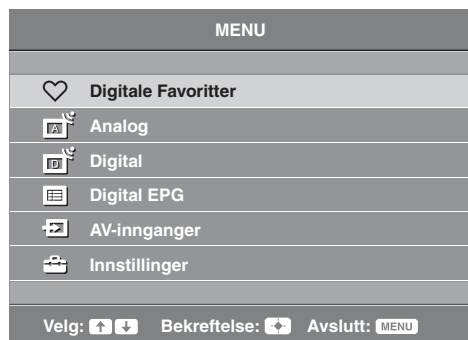 MENU
Digitale Favoritter
A Analog
D Digital
Digital EPG
AV-innganger
Innstillinger
Velg: Bekreftelse: Avslutt: MENU